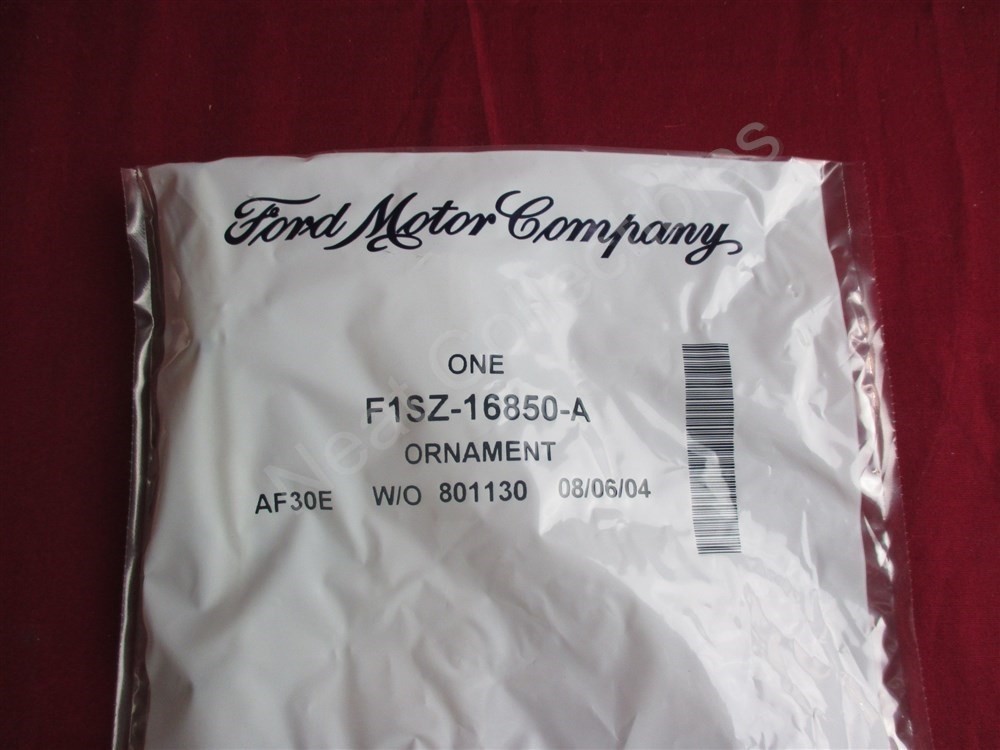 Ford Motor Company
ONE
F1SZ-16850-A
ORNAMENT
AF30E W/O 801130 08/06/04